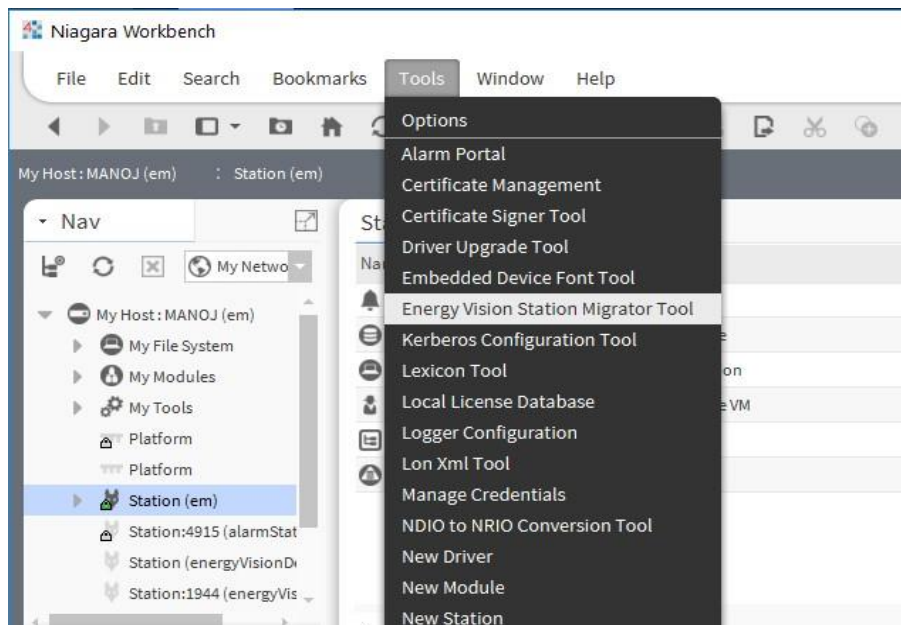 Niagara Workbench
File Edit Search Bookmarks Tools Window Help
Options
My Host : MANOJ (em) : Station (em)
Alarm Portal
Certificate Management
Nav
Certificate Signer Tool
My Netwo
Driver Upgrade Tool
Embedded Device Font Tool
My Host : MANOJ (em)
Energy Vision Station Migrator Tool
My File System
Kerberos Configuration Tool
My Modules
Lexicon Tool
on
My Tools
Local License Database
e VM
Platform
Logger Configuration
Platform
Lon Xml Tool
Station (em)
Manage Credentials
Station:4915 (alarmStat
NDIO to NRIO Conversion Tool
Station (energyVisionD
New Driver
Station:1944 (energyVis
New Module
New Station